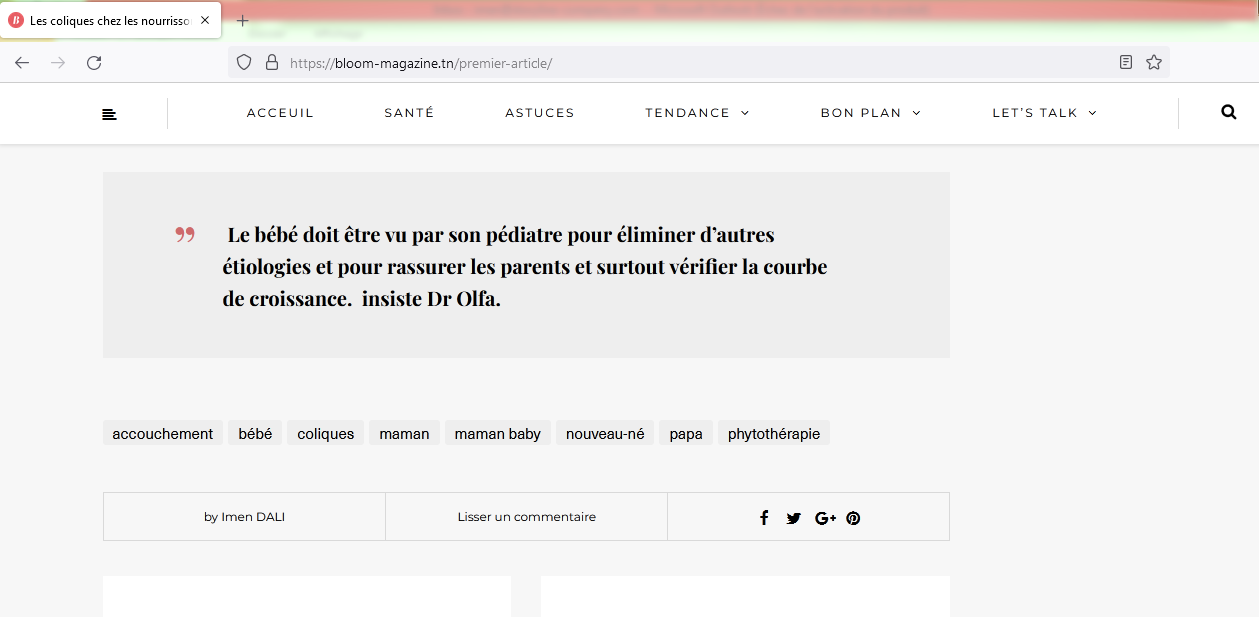 Les coliques chez les nourrisso
https://bloom-magazine.tn/premier-article/
ACCEUIL SANTÉ ASTUCES TENDANCE BON PLAN LET'S TALK
Le bébé doit être vu par son pédiatre pour éliminer d'autres
étiologies et pour rassurer les parents et surtout vérifier la courbe
de croissance. insiste Dr Olfa.
accouchement bébé coliques maman maman baby nouveau-né papa phytothérapie
by Imen DALI Lisser un commentaire